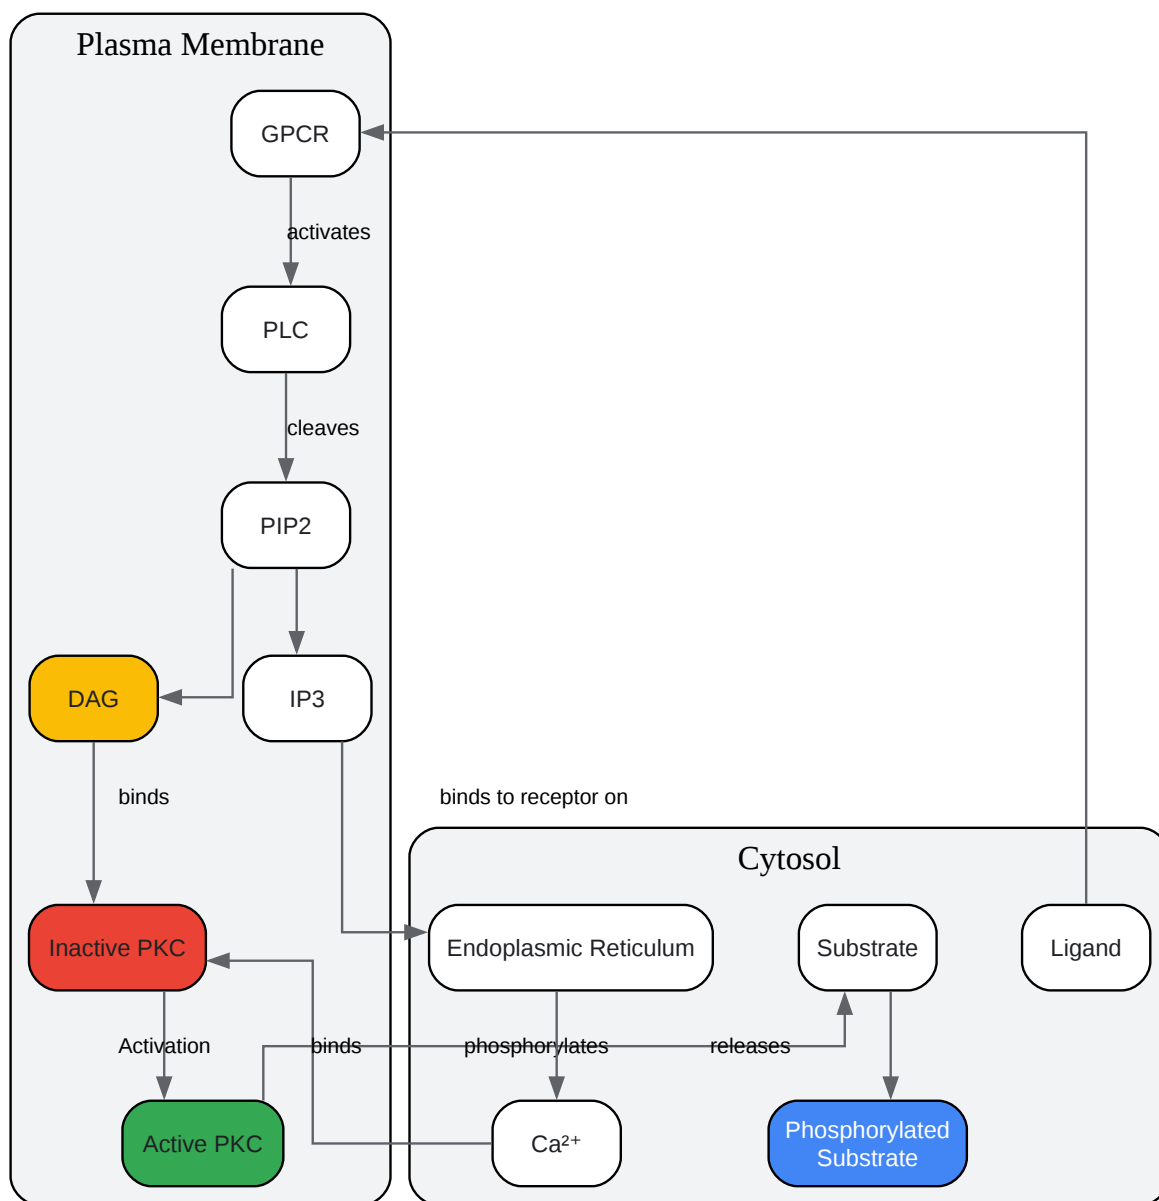 Plasma Membrane
GPCR
activates
PLC
cleaves
PIP2
DAG
IP3
binds
binds to receptor on
Cytosol
Inactive PKC
Endoplasmic Reticulum
Substrate
Ligand
Activation
binds
phosphorylates
releases
Active PKC
Ca²⁺
Phosphorylated
Substrate